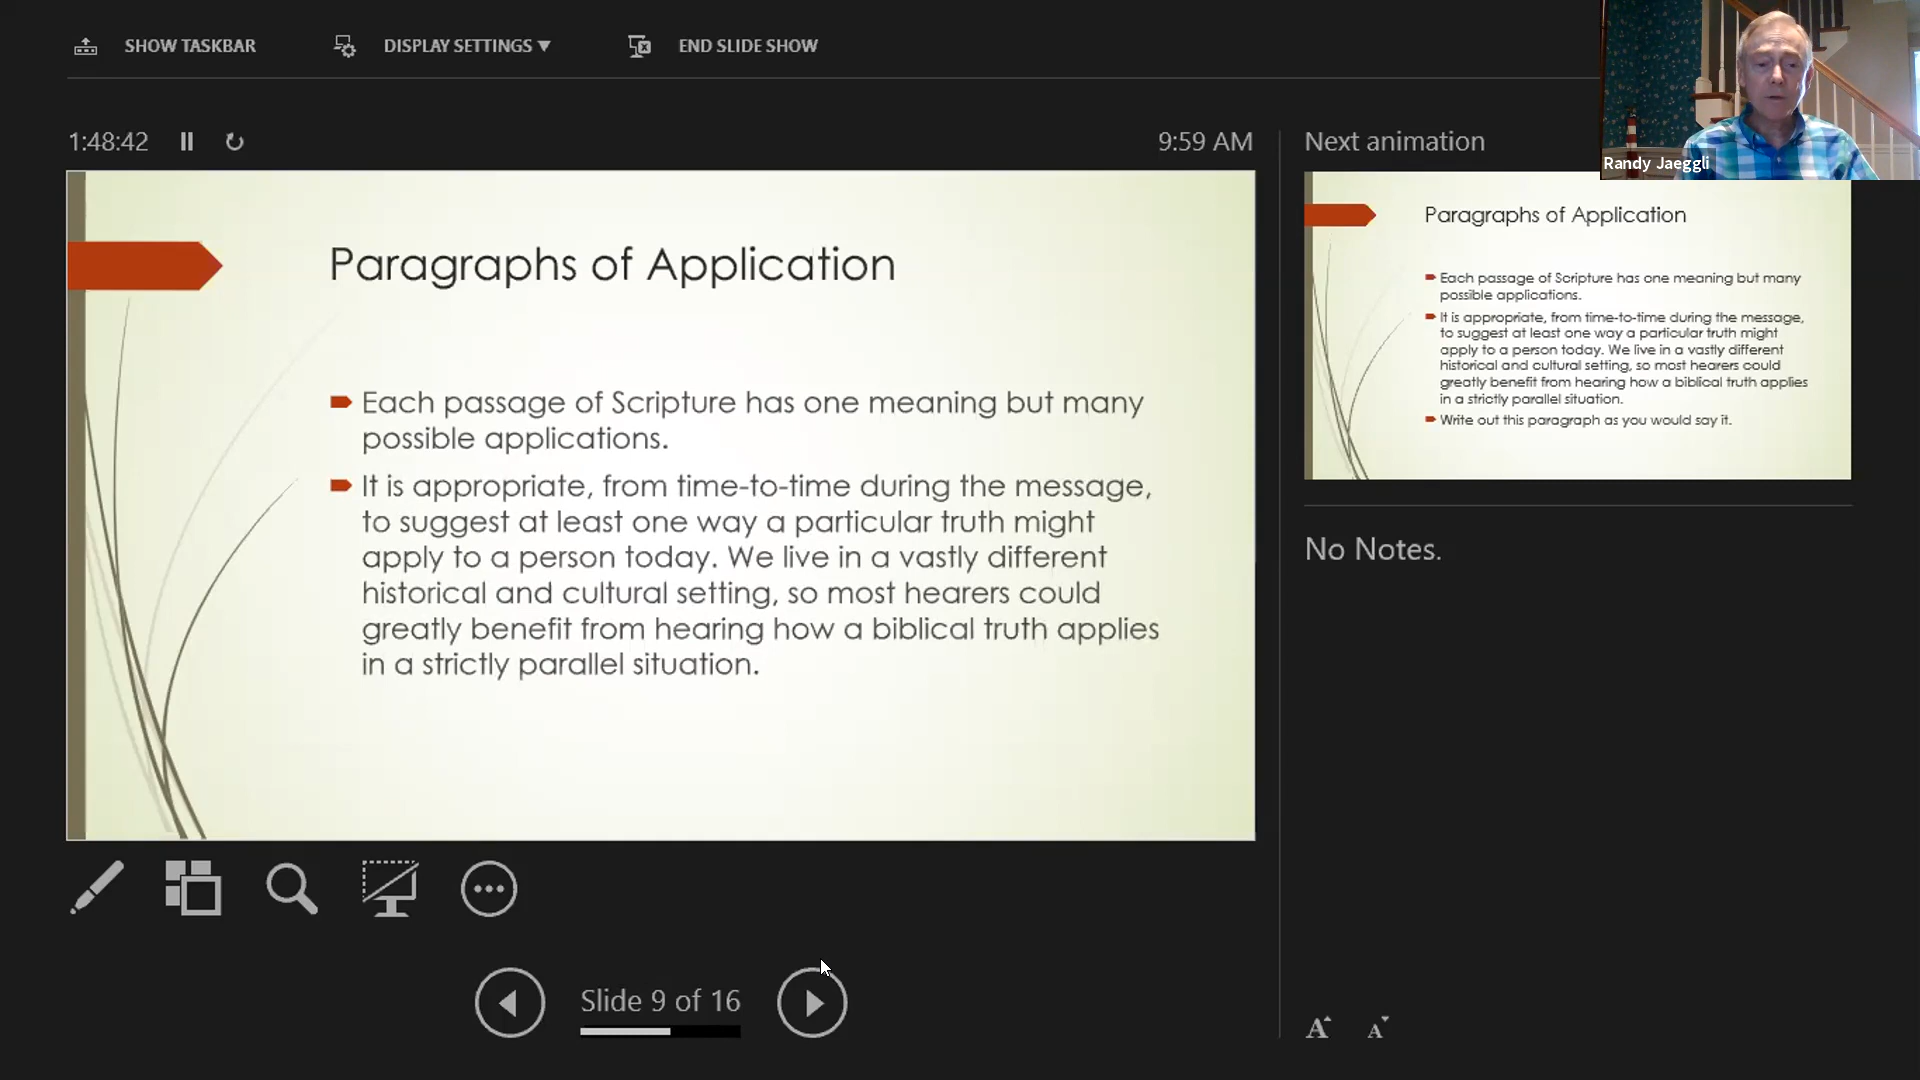 SHOW TASKBAR
DISPLAY SETTINGS ▼
END SLIDE SHOW
Randy Jaeggli
1:48:42
9:59 AM
Next animation
Paragraphs of Application
Each passage of Scripture has one meaning but many
possible applications.
It is appropriate, from time-to-time during the message,
to suggest at least one way a particular truth might
apply to a person today. We live in a vastly different
historical and cultural setting, so most hearers could
greatly benefit from hearing how a biblical truth applies
in a strictly parallel situation.
Paragraphs of Application
Each passage of Scripture has one meaning but many
possible applications.
It is appropriate, from time-to-time during the message,
to suggest at least one way a particular truth might
apply to a person today. We live in a vastly different
historical and cultural setting, so most hearers could
greatly benefit from hearing how a biblical truth applies
in a strictly parallel situation.
Write out this paragraph as you would say it.
No Notes.
Slide 9 of 16
A A